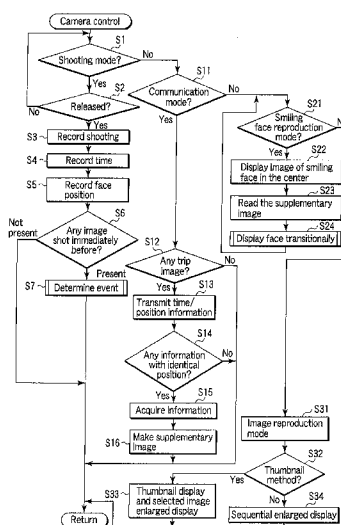 Camera control
S1
Shooting mode?
No
Yes
S2
Released?
No
Yes
S3
Record shooting
S4
Record time
S5
Record face
position
S6
Not
present
Any image
shot immediately
before?
Present
S7
Determine event
S11
Communication
mode?
No
Yes
S12
Any trip
image?
No
Yes
S13
Transmit time/
position information
S14
Any information
with identical
position?
No
Yes
S15
Acquire information
S16
Make supplementary
image
S21
Smiling
face reproduction
mode?
No
Yes
S22
Display image of smiling
face in the center
S23
Read the supplementary
image
S24
Display face transitionally
S31
Image reproduction
mode
S32
Thumbnail
method?
Yes
No
S33
Thumbnail display
and selected image
enlarged display
S34
Sequential enlarged display
Return